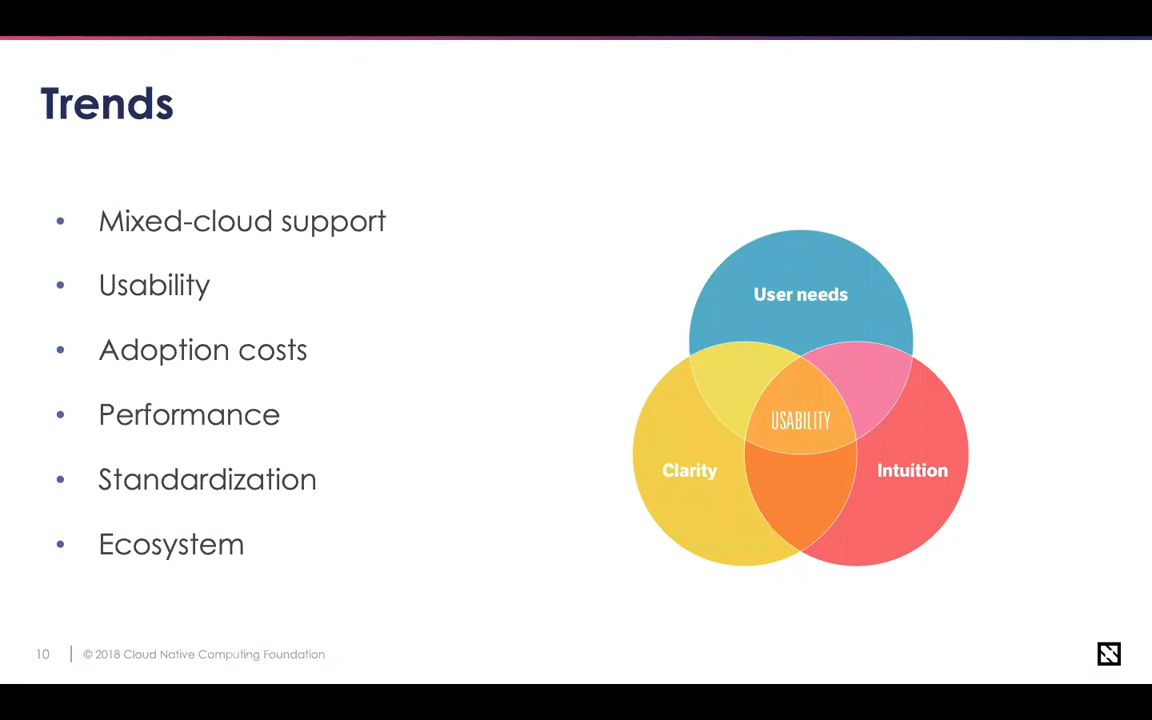 Trends
• Mixed-cloud support
• Usability
• Adoption costs
• Performance
• Standardization
• Ecosystem
User needs
USABILITY
Clarity
Intuition
10 | © 2018 Cloud Native Computing Foundation